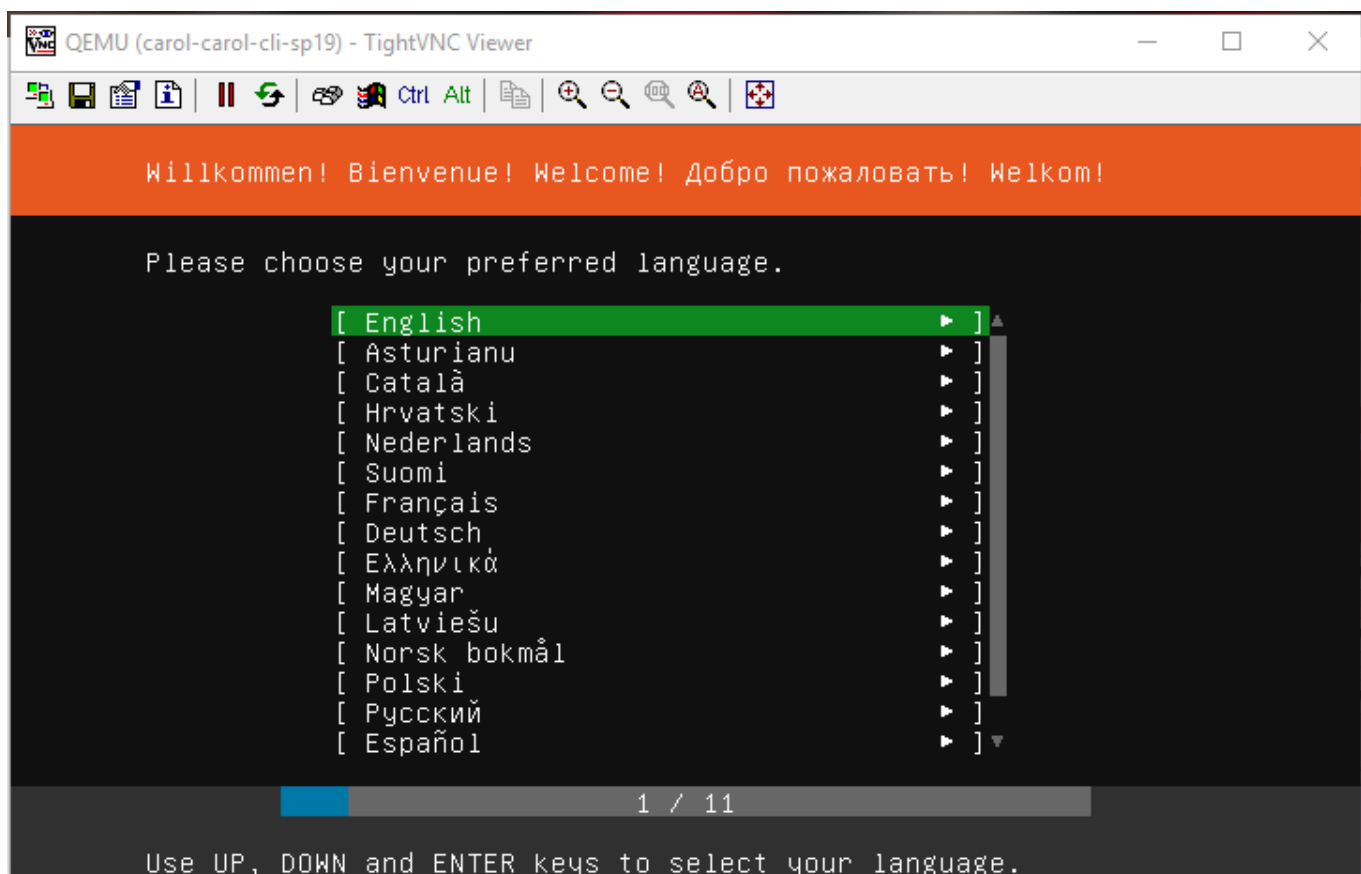 QEMU (carol-carol-cli-sp19) - TightVNC Viewer
Ctrl Alt
Willkommen! Bienvenue! Welcome! Добро пожаловать! Welkom!
Please choose your preferred language.
[ English ► ]
[ Asturianu ► ]
[ Català ► ]
[ Hrvatski ► ]
[ Nederlands ► ]
[ Suomi ► ]
[ Français ► ]
[ Deutsch ► ]
[ Ελληνικά ► ]
[ Magyar ► ]
[ Latviešu ► ]
[ Norsk bokmål ► ]
[ Polski ► ]
[ Русский ► ]
[ Español ► ]
1 / 11
Use UP, DOWN and ENTER keys to select your language.